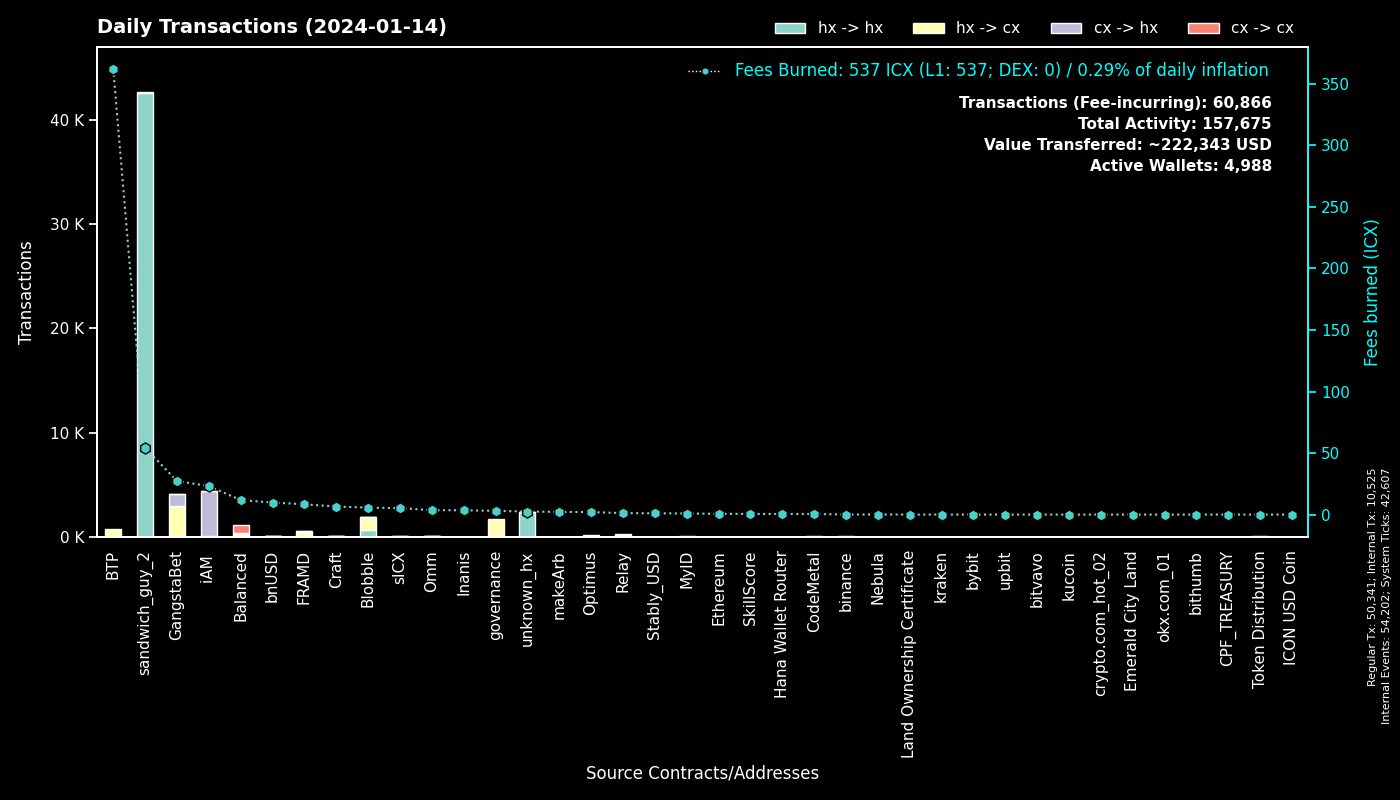 Daily Transactions (2024-01-14)
hx -> hx
hx -> cx
cx -> hx
cx -> cx
Fees Burned: 537 ICX (L1: 537; DEX: 0) / 0.29% of daily inflation
Transactions (Fee-incurring): 60,866
Total Activity: 157,675
Value Transferred: ~222,343 USD
Active Wallets: 4,988
Transactions
40 K
30 K
20 K
10 K
0 K
350
300
250
200
150
100
50
0
Fees burned (ICX)
BTP
sandwich_guy_2
GangstaBet
iAM
Balanced
bnUSD
FRAMD
Craft
Blobble
sICX
Omm
Inanis
governance
unknown_hx
makeArb
Optimus
Relay
Stably_USD
MyID
Ethereum
SkillScore
Hana Wallet Router
CodeMetal
binance
Nebula
Land Ownership Certificate
kraken
bybit
upbit
bitvavo
kucoin
crypto.com_hot_02
Emerald City Land
okx.com_01
bithumb
CPF_TREASURY
Token Distribution
ICON USD Coin
Source Contracts/Addresses
Regular Tx: 50,341; Internal Tx: 10,525
Internal Events: 54,202; System Ticks: 42,607